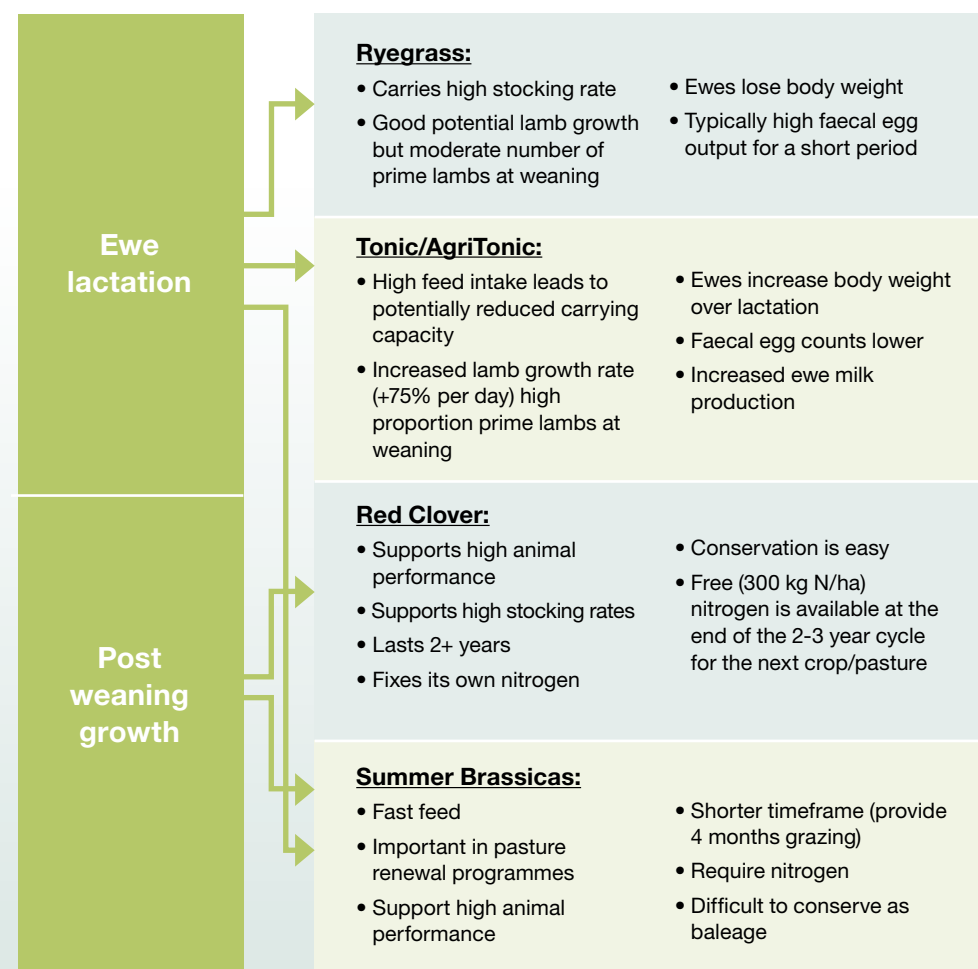 Ewe
lactation
Ryegrass:
• Carries high stocking rate
• Good potential lamb growth
but moderate number of
prime lambs at weaning
• Ewes lose body weight
• Typically high faecal egg
output for a short period
Tonic/AgriTonic:
• High feed intake leads to
potentially reduced carrying
capacity
• Increased lamb growth rate
(+75% per day) high
proportion prime lambs at
weaning
• Ewes increase body weight
over lactation
• Faecal egg counts lower
• Increased ewe milk
production
Post
weaning
growth
Red Clover:
• Supports high animal
performance
• Supports high stocking rates
• Lasts 2+ years
• Fixes its own nitrogen
• Conservation is easy
• Free (300 kg N/ha)
nitrogen is available at the
end of the 2-3 year cycle
for the next crop/pasture
Summer Brassicas:
• Fast feed
• Important in pasture
renewal programmes
• Support high animal
performance
• Shorter timeframe (provide
4 months grazing)
• Require nitrogen
• Difficult to conserve as
baleage